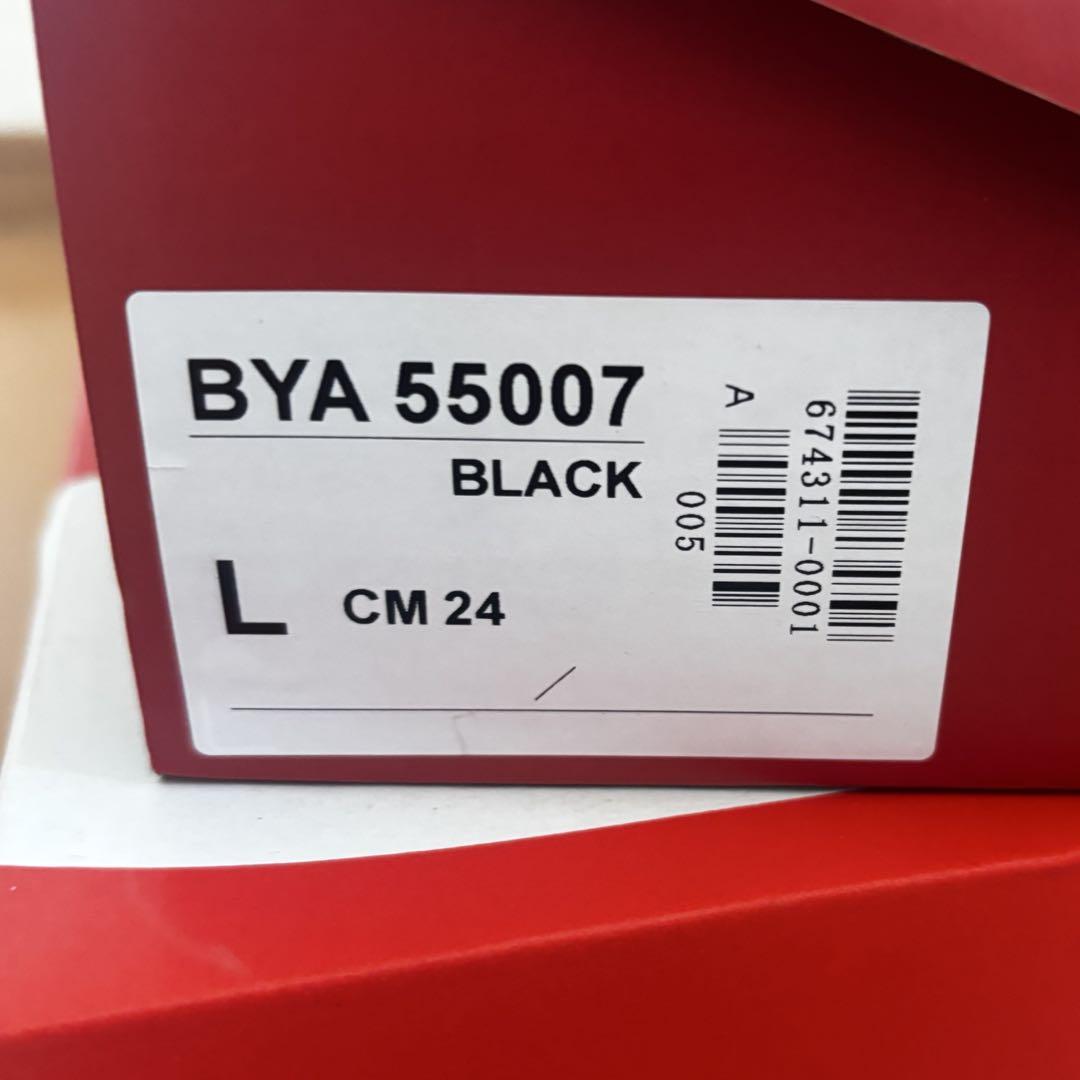 BYA 55007
BLACK
L CM 24
A
005
674311-0001